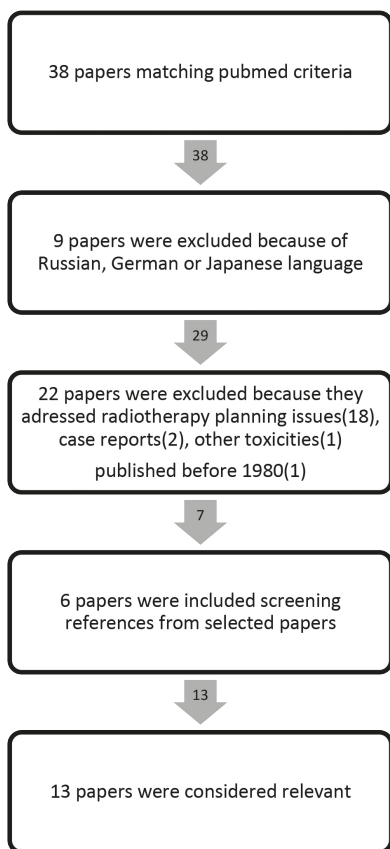 38 papers matching pubmed criteria
38
9 papers were excluded because of
Russian, German or Japanese language
29
22 papers were excluded because they
adressed radiotherapy planning issues(18),
case reports(2), other toxicities(1)
published before 1980(1)
7
6 papers were included screening
references from selected papers
13
13 papers were considered relevant